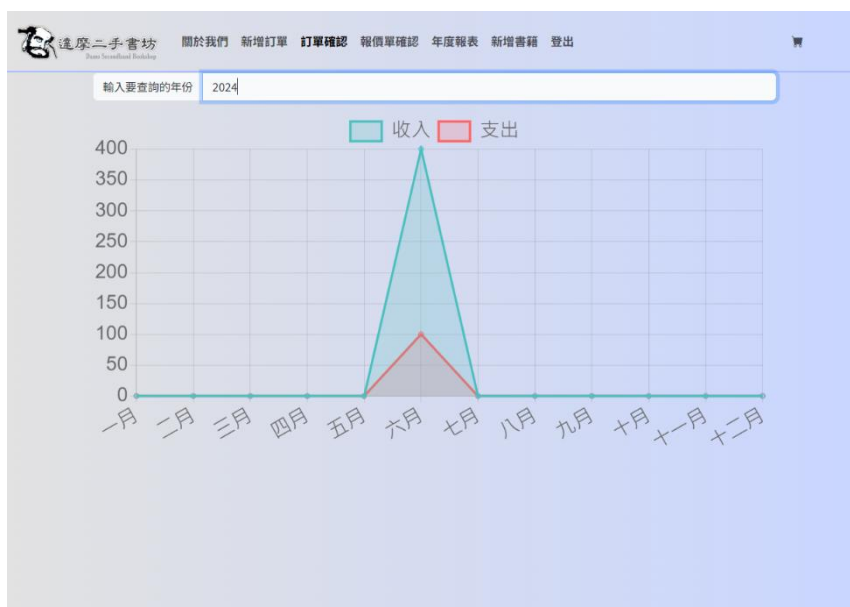 達摩二手書坊 關於我們 新增訂單 訂單確認 報價單確認 年度報表 新增書籍 登出
輸入要查詢的年份 2024
收入 支出
400
350
300
250
200
150
100
50
0
一月 二月 三月 四月 五月 六月 七月 八月 九月 十月 十一月 十二月